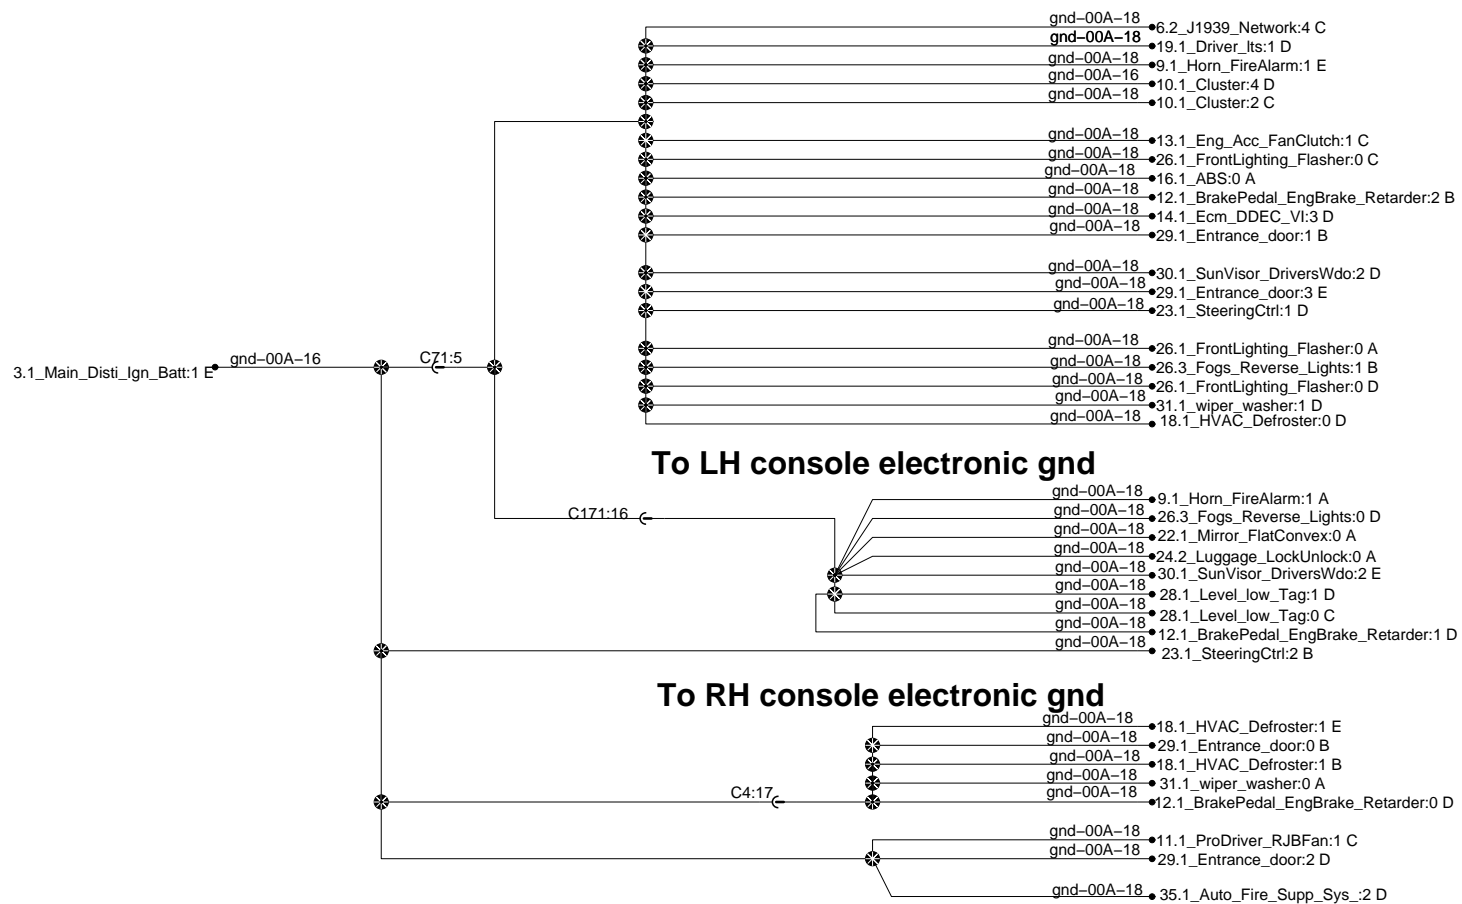 gnd-00A-18 6.2_J1939_Network:4 C
gnd-00A-18 19.1_Driver_lts:1 D
gnd-00A-18 9.1_Horn_FireAlarm:1 E
gnd-00A-16 10.1_Cluster:4 D
gnd-00A-18 10.1_Cluster:2 C
gnd-00A-18 13.1_Eng_Acc_FanClutch:1 C
gnd-00A-18 26.1_FrontLighting_Flasher:0 C
gnd-00A-18 16.1_ABS:0 A
gnd-00A-18 12.1_BrakePedal_EngBrake_Retarder:2 B
gnd-00A-18 14.1_Ecm_DDEC_VI:3 D
gnd-00A-18 29.1_Entrance_door:1 B
gnd-00A-18 30.1_SunVisor_DriversWdo:2 D
gnd-00A-18 29.1_Entrance_door:3 E
gnd-00A-18 23.1_SteeringCtrl:1 D
gnd-00A-18 26.1_FrontLighting_Flasher:0 A
3.1_Main_Disti_Ign_Batt:1 E gnd-00A-16 C71:5 gnd-00A-18 26.3_Fogs_Reverse_Lights:1 B
gnd-00A-18 26.1_FrontLighting_Flasher:0 D
gnd-00A-18 31.1_wiper_washer:1 D
gnd-00A-18 18.1_HVAC_Defroster:0 D
To LH console electronic gnd
gnd-00A-18 9.1_Horn_FireAlarm:1 A
C171:16 gnd-00A-18 26.3_Fogs_Reverse_Lights:0 D
gnd-00A-18 22.1_Mirror_FlatConvex:0 A
gnd-00A-18 24.2_Luggage_LockUnlock:0 A
gnd-00A-18 30.1_SunVisor_DriversWdo:2 E
gnd-00A-18 28.1_Level_low_Tag:1 D
gnd-00A-18 28.1_Level_low_Tag:0 C
gnd-00A-18 12.1_BrakePedal_EngBrake_Retarder:1 D
gnd-00A-18 23.1_SteeringCtrl:2 B
To RH console electronic gnd
gnd-00A-18 18.1_HVAC_Defroster:1 E
gnd-00A-18 29.1_Entrance_door:0 B
gnd-00A-18 18.1_HVAC_Defroster:1 B
gnd-00A-18 31.1_wiper_washer:0 A
C4:17 gnd-00A-18 12.1_BrakePedal_EngBrake_Retarder:0 D
gnd-00A-18 11.1_ProDriver_RJBFan:1 C
gnd-00A-18 29.1_Entrance_door:2 D
gnd-00A-18 35.1_Auto_Fire_Supp_Sys_:2 D